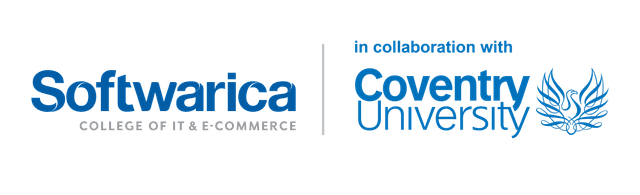 Softwarica
COLLEGE OF IT & E-COMMERCE
in collaboration with
Coventry
University